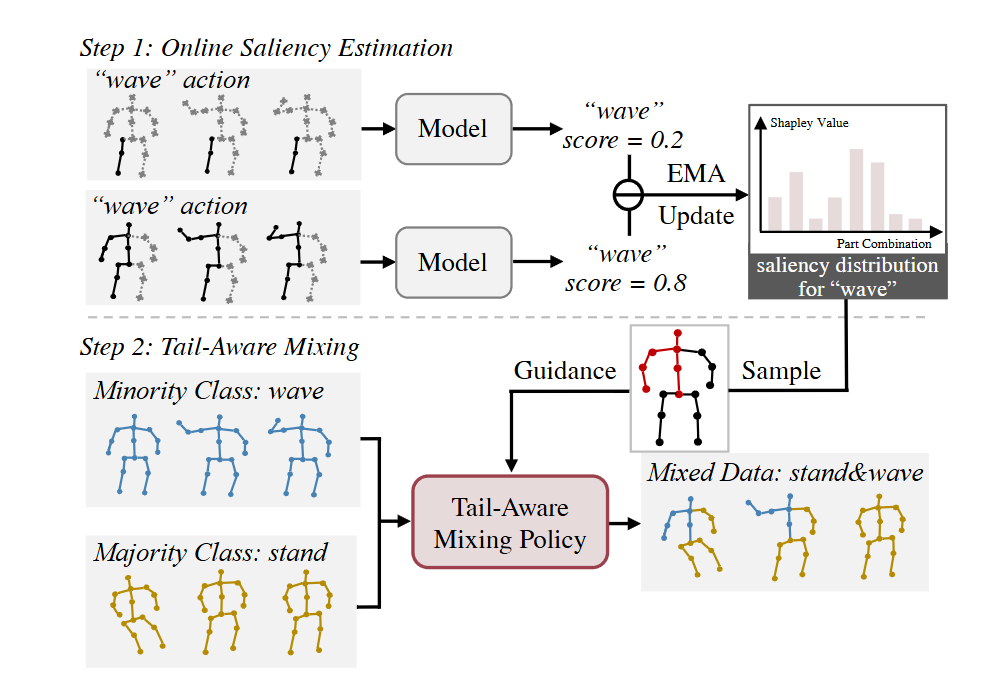 Step 1: Online Saliency Estimation
“wave” action
Model
“wave”
score = 0.2
“wave” action
Model
“wave”
score = 0.8
EMA
Update
Shapley Value
Part Combination
saliency distribution
for “wave”
Step 2: Tail-Aware Mixing
Guidance
Sample
Minority Class: wave
Majority Class: stand
Tail-Aware
Mixing Policy
Mixed Data: stand&wave